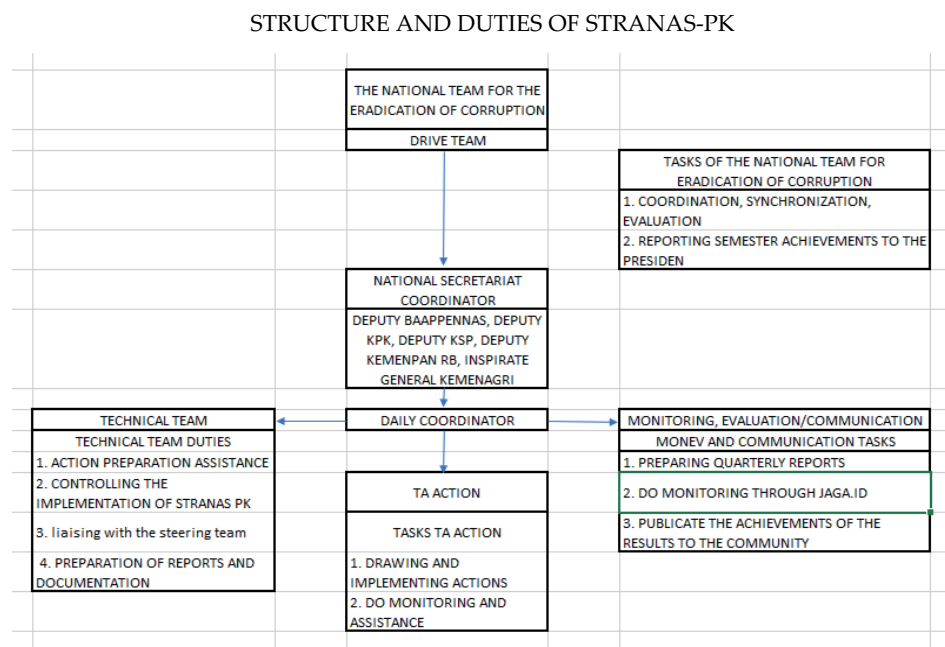 STRUCTURE AND DUTIES OF STRANAS-PK
THE NATIONAL TEAM FOR THE
ERADICATION OF CORRUPTION
DRIVE TEAM
TASKS OF THE NATIONAL TEAM FOR
ERADICATION OF CORRUPTION
1. COORDINATION, SYNCHRONIZATION,
EVALUATION
2. REPORTING SEMESTER ACHIEVEMENTS TO THE
PRESIDEN
NATIONAL SECRETARIAT
COORDINATOR
DEPUTY BAAPPENNAS, DEPUTY
KPK, DEPUTY KSP, DEPUTY
KEMENPAN RB, INSPIRATE
GENERAL KEMENAGRI
TECHNICAL TEAM
TECHNICAL TEAM DUTIES
1. ACTION PREPARATION ASSISTANCE
2. CONTROLLING THE
IMPLEMENTATION OF STRANAS PK
3. liaising with the steering team
4. PREPARATION OF REPORTS AND
DOCUMENTATION
DAILY COORDINATOR
TA ACTION
TASKS TA ACTION
1. DRAWING AND
IMPLEMENTING ACTIONS
2. DO MONITORING AND
ASSISTANCE
MONITORING, EVALUATION/COMMUNICATION
MONEV AND COMMUNICATION TASKS
1. PREPARING QUARTERLY REPORTS
2. DO MONITORING THROUGH JAGA.ID
3. PUBLICATE THE ACHIEVEMENTS OF THE
RESULTS TO THE COMMUNITY